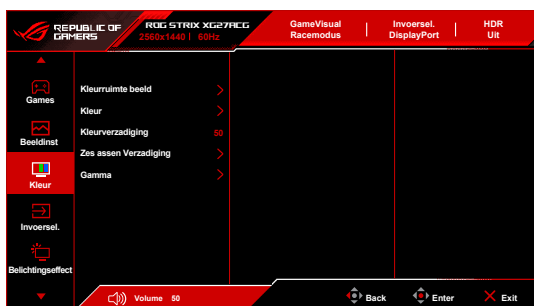 REPUBLIC OF
GAMERS
ROG STRIX XG27ACG
2560x1440 | 60Hz
GameVisual
Racemodus
Invoersel.
DisplayPort
HDR
Uit
Games
Beeldinst
Kleur
Invoersel.
Belichtingseffect
Kleurruimte beeld
Kleur
Kleurverzadiging 50
Zes assen Verzadiging
Gamma
Volume 50
Back
Enter
Exit